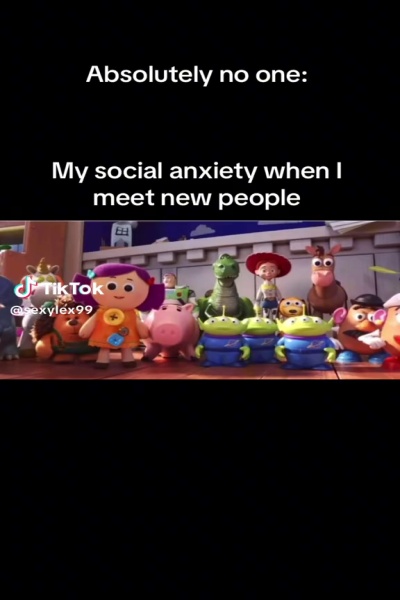 Absolutely no one:
My social anxiety when I
meet new people
TikTok
@sexylex99